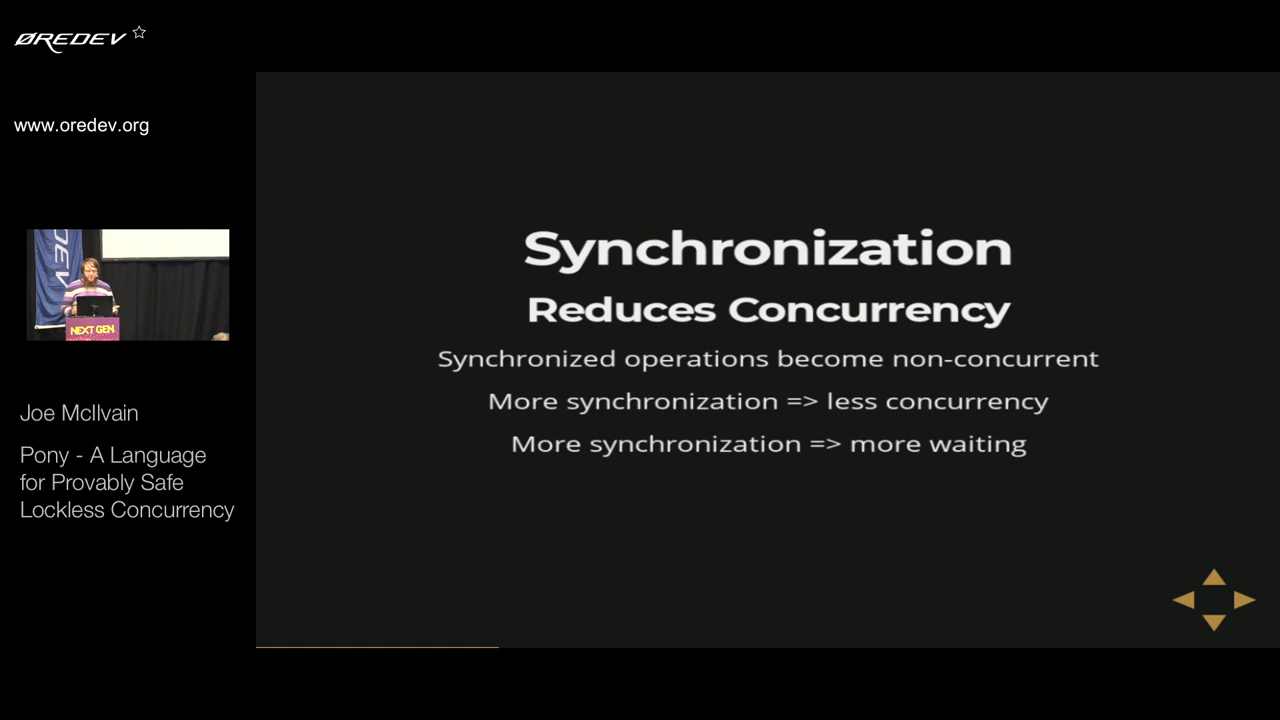 ØREDEV
www.oredev.org
DEV
NEXT GEN
Joe McIlvain
Pony - A Language
for Provably Safe
Lockless Concurrency
Synchronization
Reduces Concurrency
Synchronized operations become non-concurrent
More synchronization => less concurrency
More synchronization => more waiting